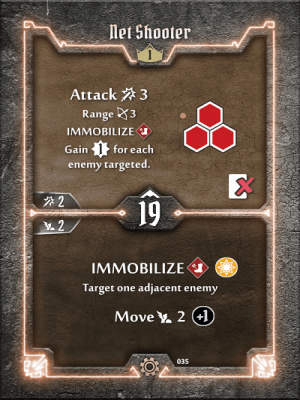 Net Shooter
1
Attack 3
Range 3
IMMOBILIZE
Gain 1 for each
enemy targeted.
2
19
2
IMMOBILIZE
Target one adjacent enemy
Move 2 +1
035